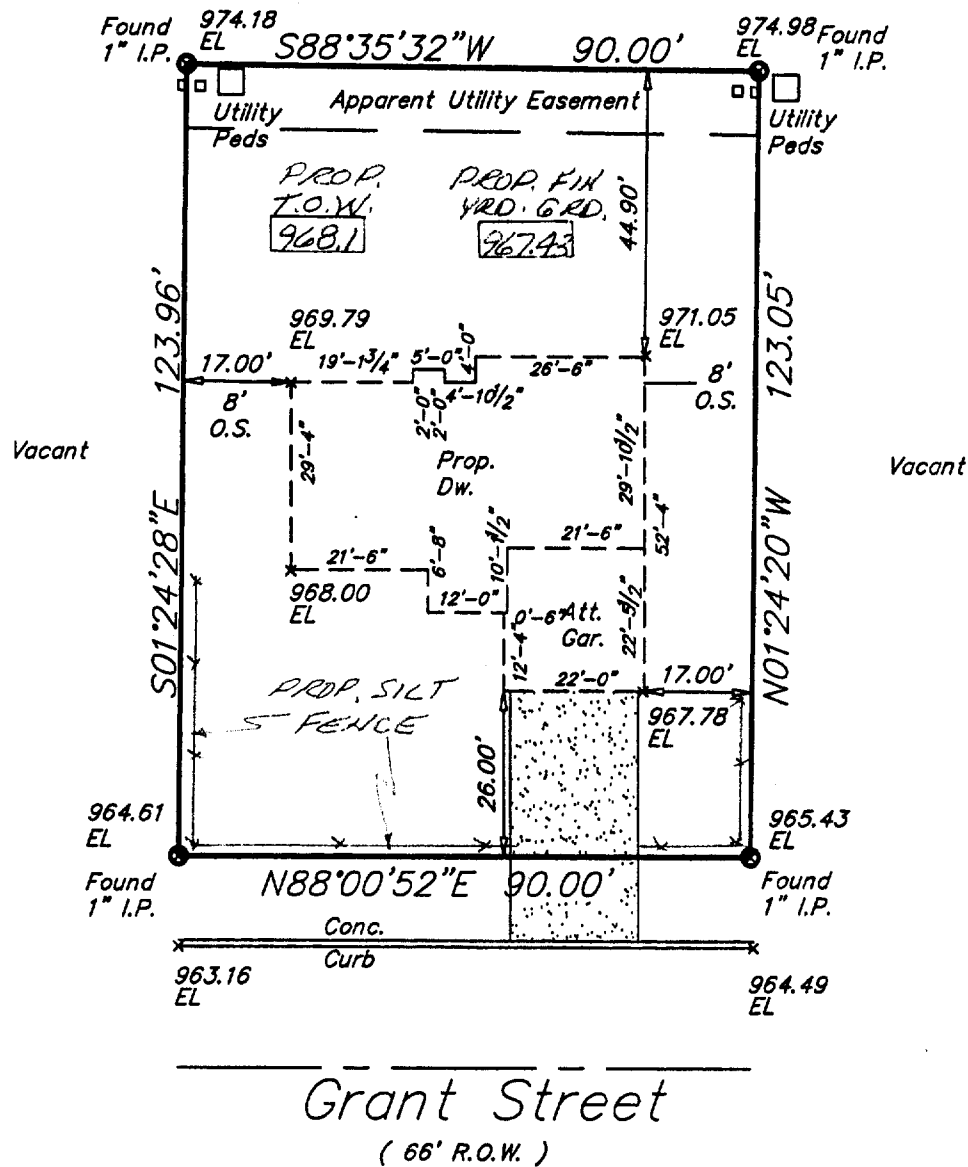 Found
1" I.P.
974.18
EL
S88°35'32"W 90.00'
974.98
EL
Found
1" I.P.
Utility
Peds
Apparent Utility Easement
Utility
Peds
PROP.
T.O.W.
968.1
PROP. FIN
YRD. GRD.
967.43
44.90'
123.96'
123.05'
969.79
EL
971.05
EL
17.00'
8'
O.S.
19'-1 3/4"
5'-0"
4'-0"
26'-6"
2'-0"
2'-0"
4'-10 1/2"
8'
O.S.
Vacant
29'-4"
Prop.
Dw.
29'-10 1/2"
52'-4"
Vacant
S01°24'28"E
N01°24'20"W
21'-6"
6'-8"
10'-1 1/2"
21'-6"
968.00
EL
12'-0"
0'-6"
Att.
Gar.
12'-4"
22'-5 1/2"
22'-0"
17.00'
967.78
EL
PROP. SILT
FENCE
26.00'
964.61
EL
965.43
EL
Found
1" I.P.
N88°00'52"E 90.00'
Found
1" I.P.
Conc.
Curb
963.16
EL
964.49
EL
Grant Street
( 66' R.O.W. )